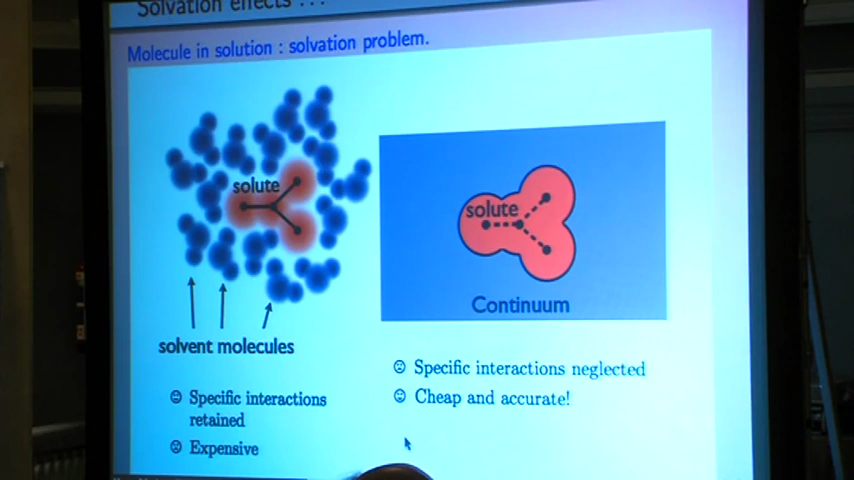 Solvation effects ...
Molecule in solution : solvation problem.
solute
solvent molecules
Specific interactions
retained
Expensive
solute
Continuum
Specific interactions neglected
Cheap and accurate!